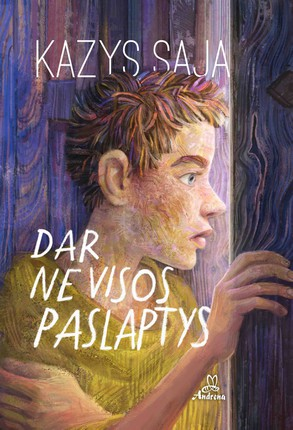 KAZYS SAJA
DAR
NE VISOS
PASLAPTYS
Andrena